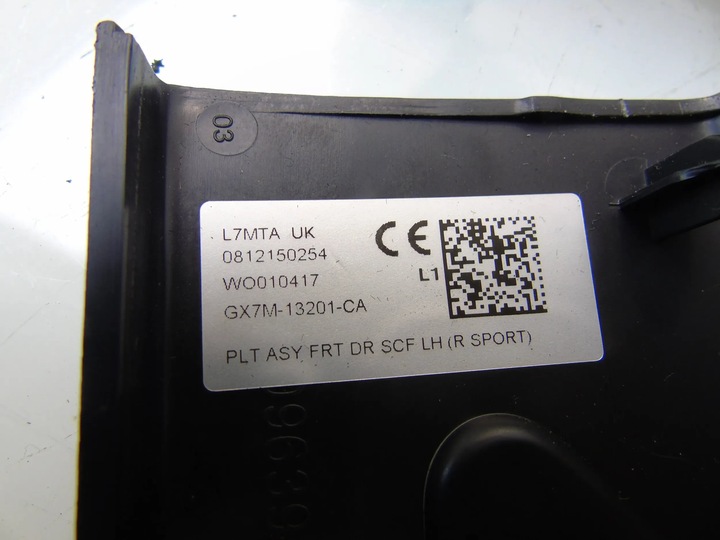 03
L7MTA UK
0812150254
WO010417
GX7M-13201-CA
CE
L1
PLT ASY FRT DR SCF LH (R SPORT)